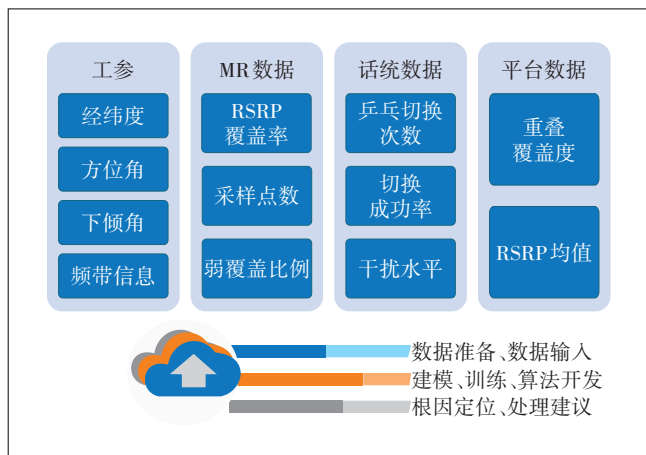 工参
经纬度
方位角
下倾角
频带信息
MR数据
RSRP
覆盖率
采样点数
弱覆盖比例
话统数据
乒乓切换
次数
切换
成功率
干扰水平
平台数据
重叠
覆盖度
RSRP均值
数据准备、数据输入
建模、训练、算法开发
根因定位、处理建议